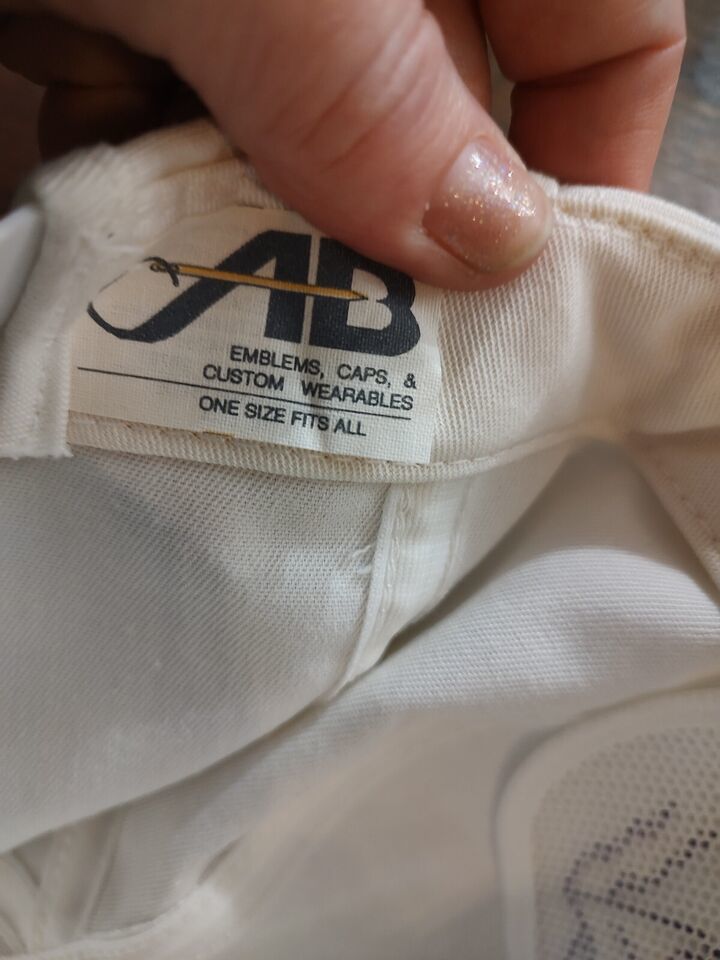 AB
EMBLEMS, CAPS, &
CUSTOM WEARABLES
ONE SIZE FITS ALL